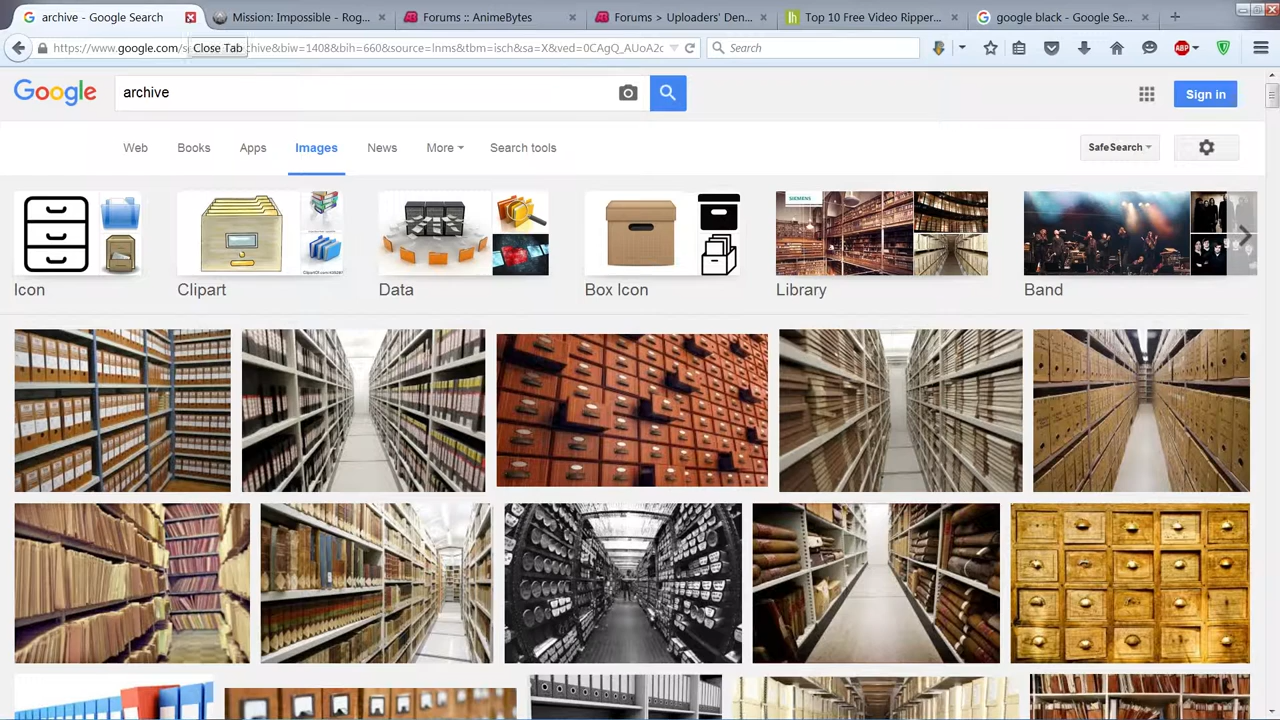 archive - Google Search
Mission: Impossible - Rog...
Forums :: AnimeBytes
Forums > Uploaders' Den...
Top 10 Free Video Ripper...
google black - Google Se...
https://www.google.com/s
Close Tab
chive&biw=1408&bih=660&source=lnms&tbm=isch&sa=X&ved=0CAgQ_AUoA2c
Search
ABP
Google
archive
Sign in
Web
Books
Apps
Images
News
More
Search tools
SafeSearch
SIEMENS
Icon
Clipart
Data
Box Icon
Library
Band